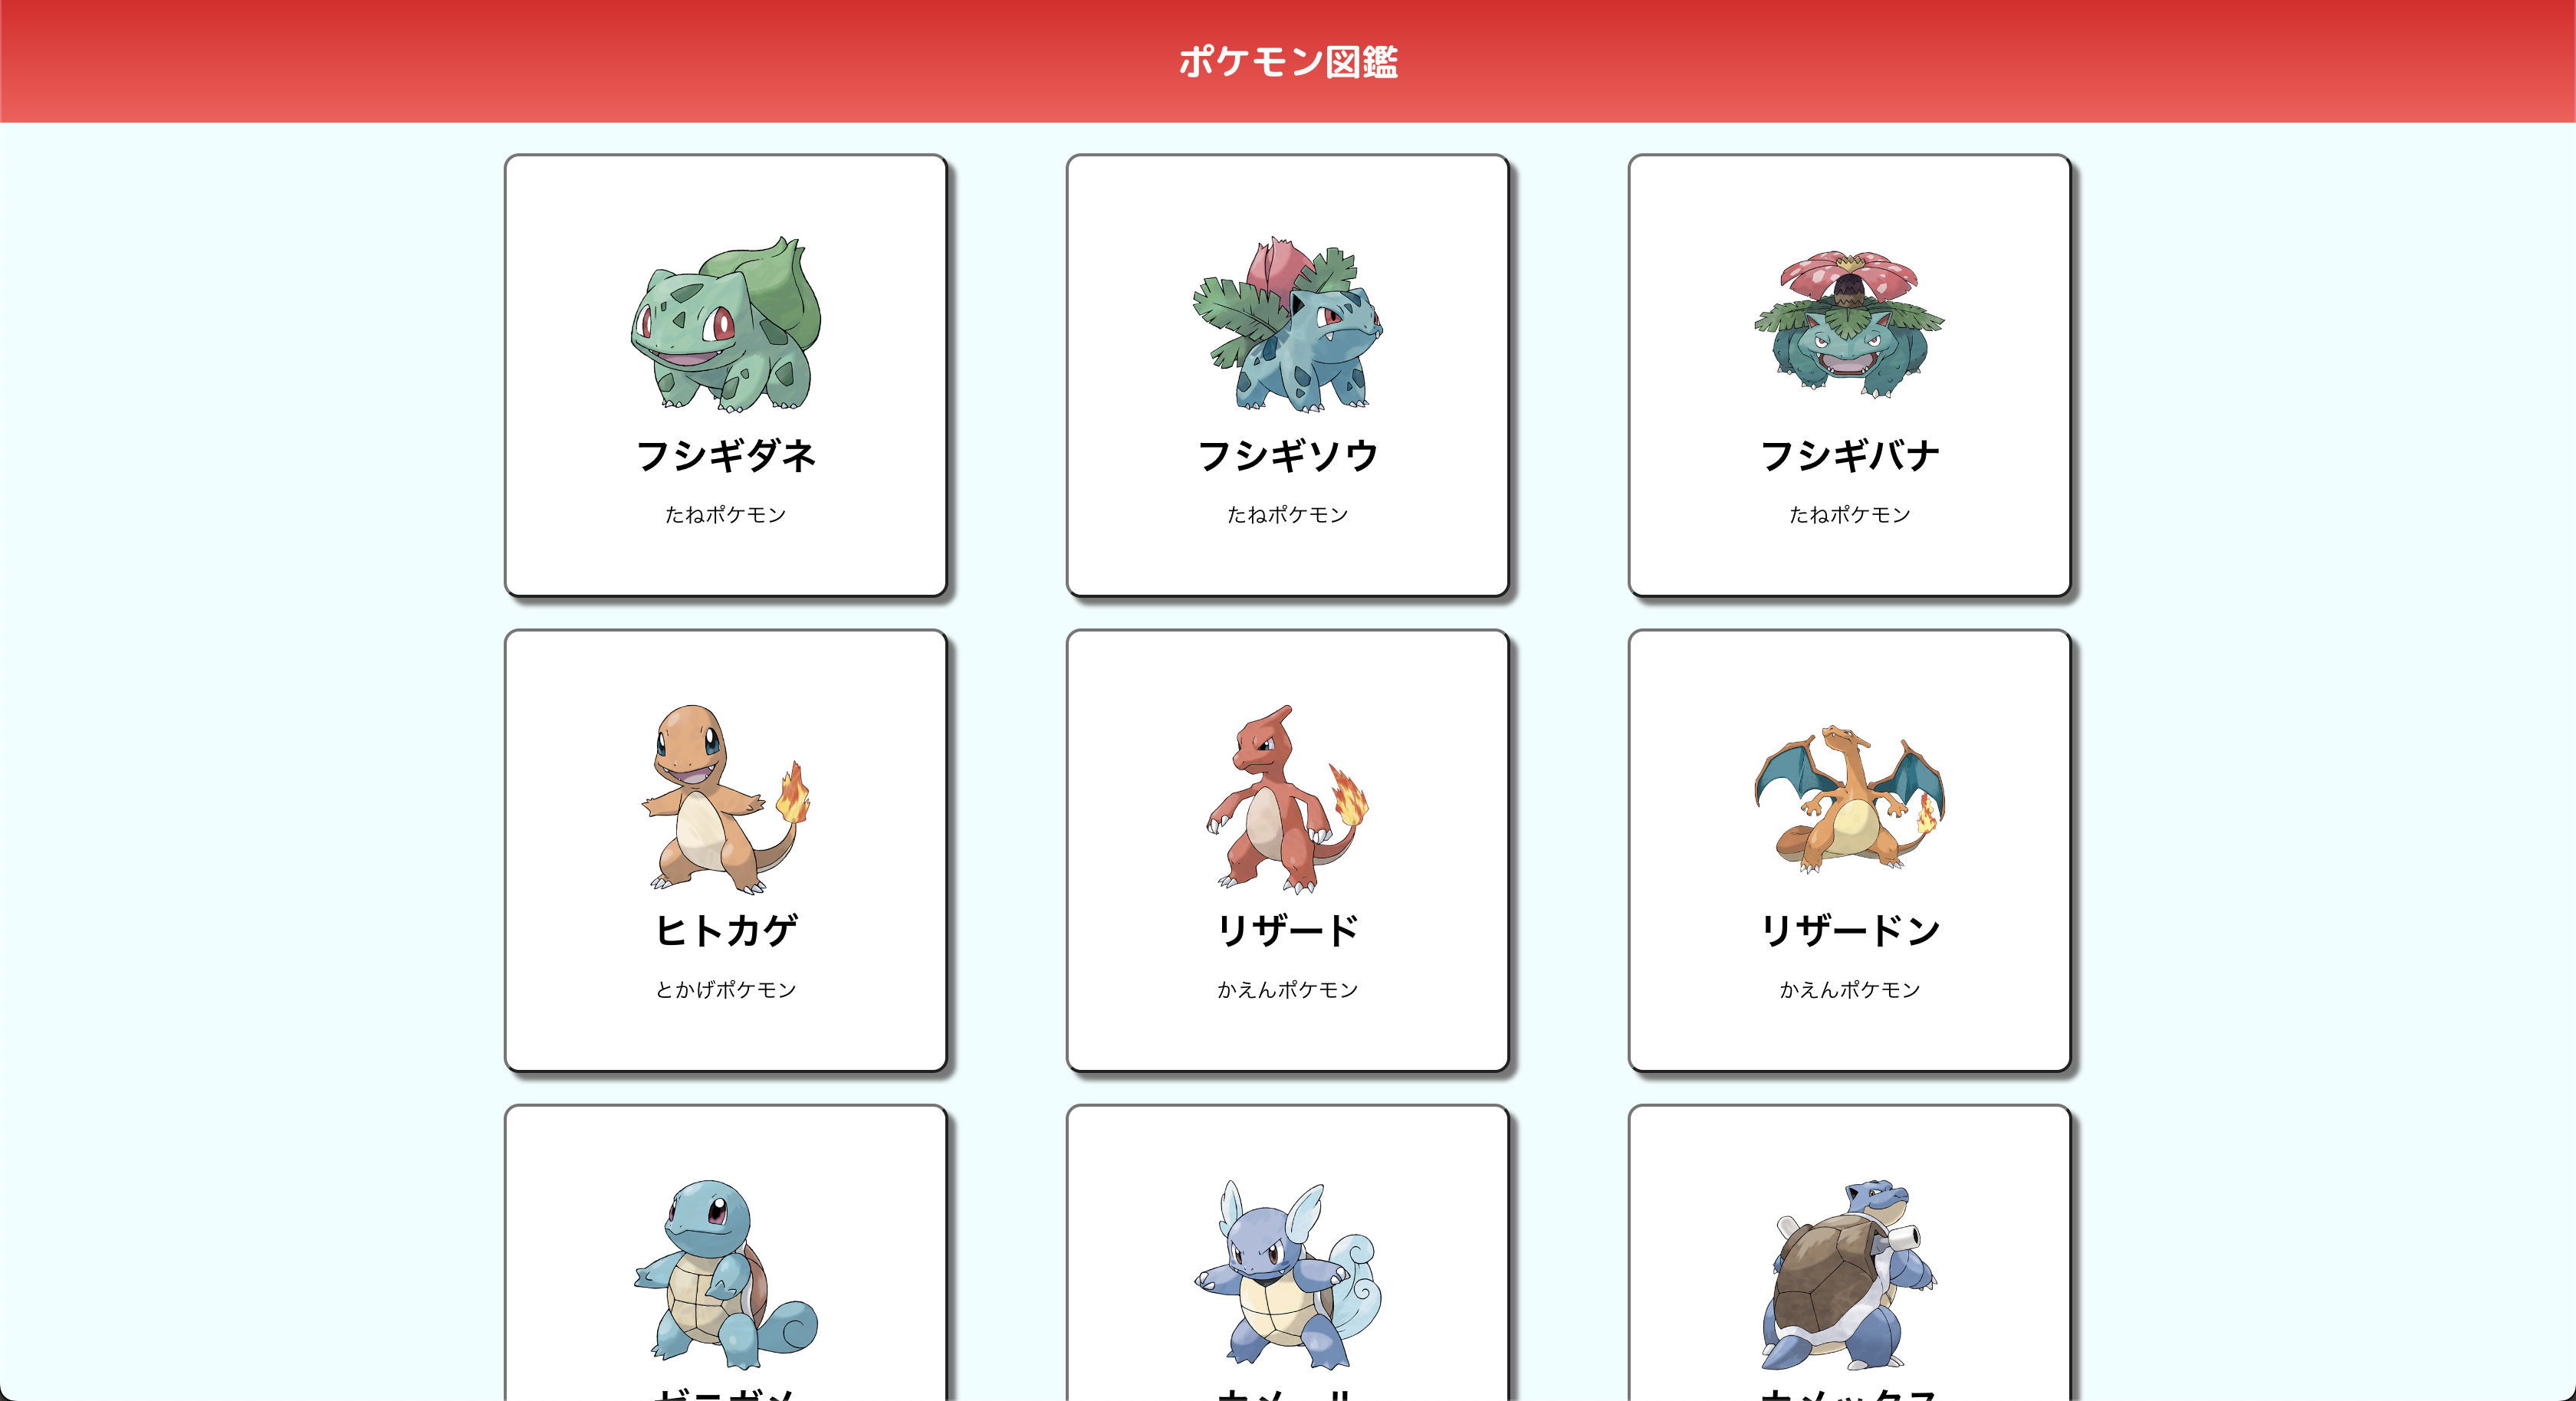 ポケモン図鑑
フシギダネ
たねポケモン
フシギソウ
たねポケモン
フシギバナ
たねポケモン
ヒトカゲ
とかげポケモン
リザード
かえんポケモン
リザードン
かえんポケモン